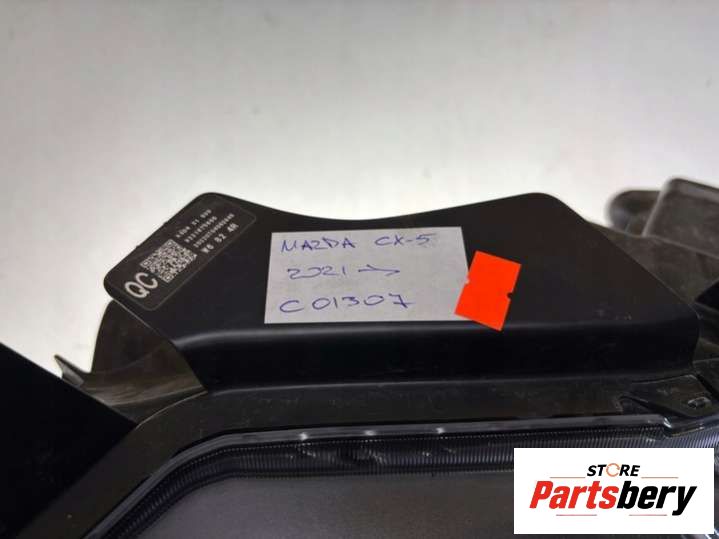 QC
MAZDA CX-5
2021 →
C01307
STORE
Partsbery